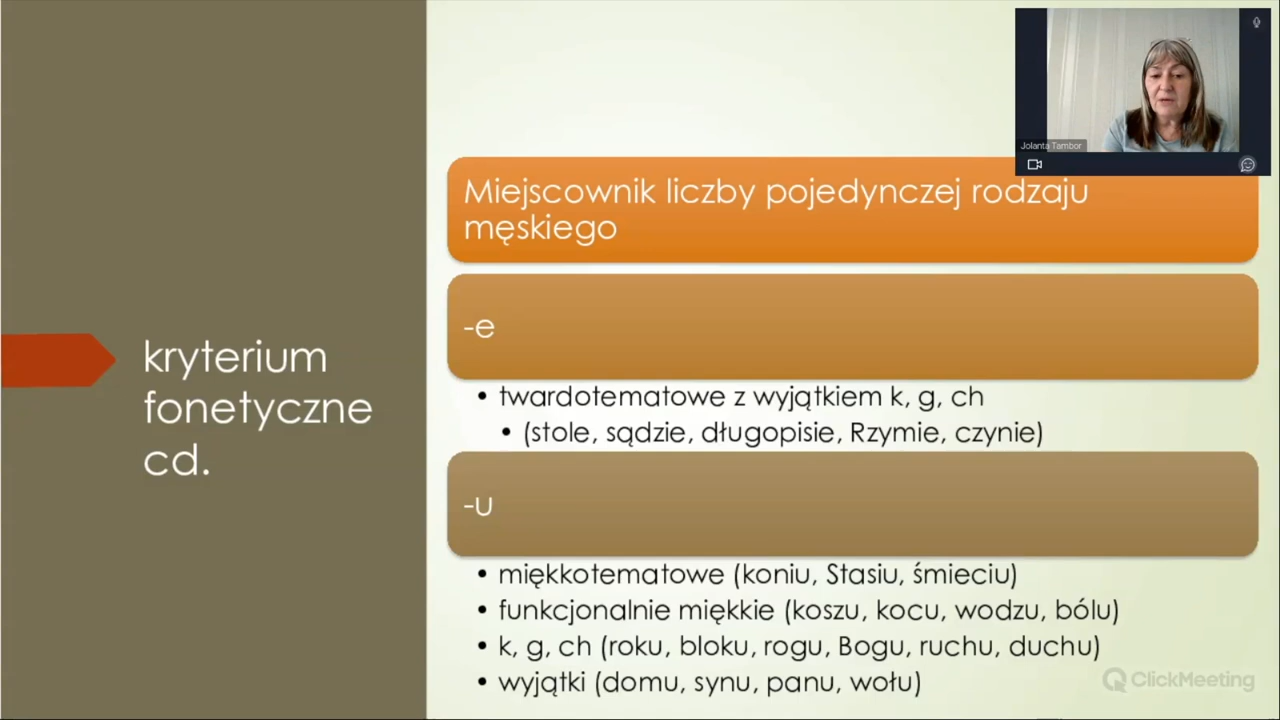 Jolanta Tambor
Miejscownik liczby pojedynczej rodzaju
męskiego
-e
• twardotematowe z wyjątkiem k, g, ch
• (stole, sądzie, długopisie, Rzymie, czynie)
kryterium
fonetyczne
cd.
-u
• miękkotematowe (koniu, Stasiu, śmieciu)
• funkcjonalnie miękkie (koszu, kocu, wodzu, bólu)
• k, g, ch (roku, bloku, rogu, Bogu, ruchu, duchu)
• wyjątki (domu, synu, panu, wołu)
ClickMeeting